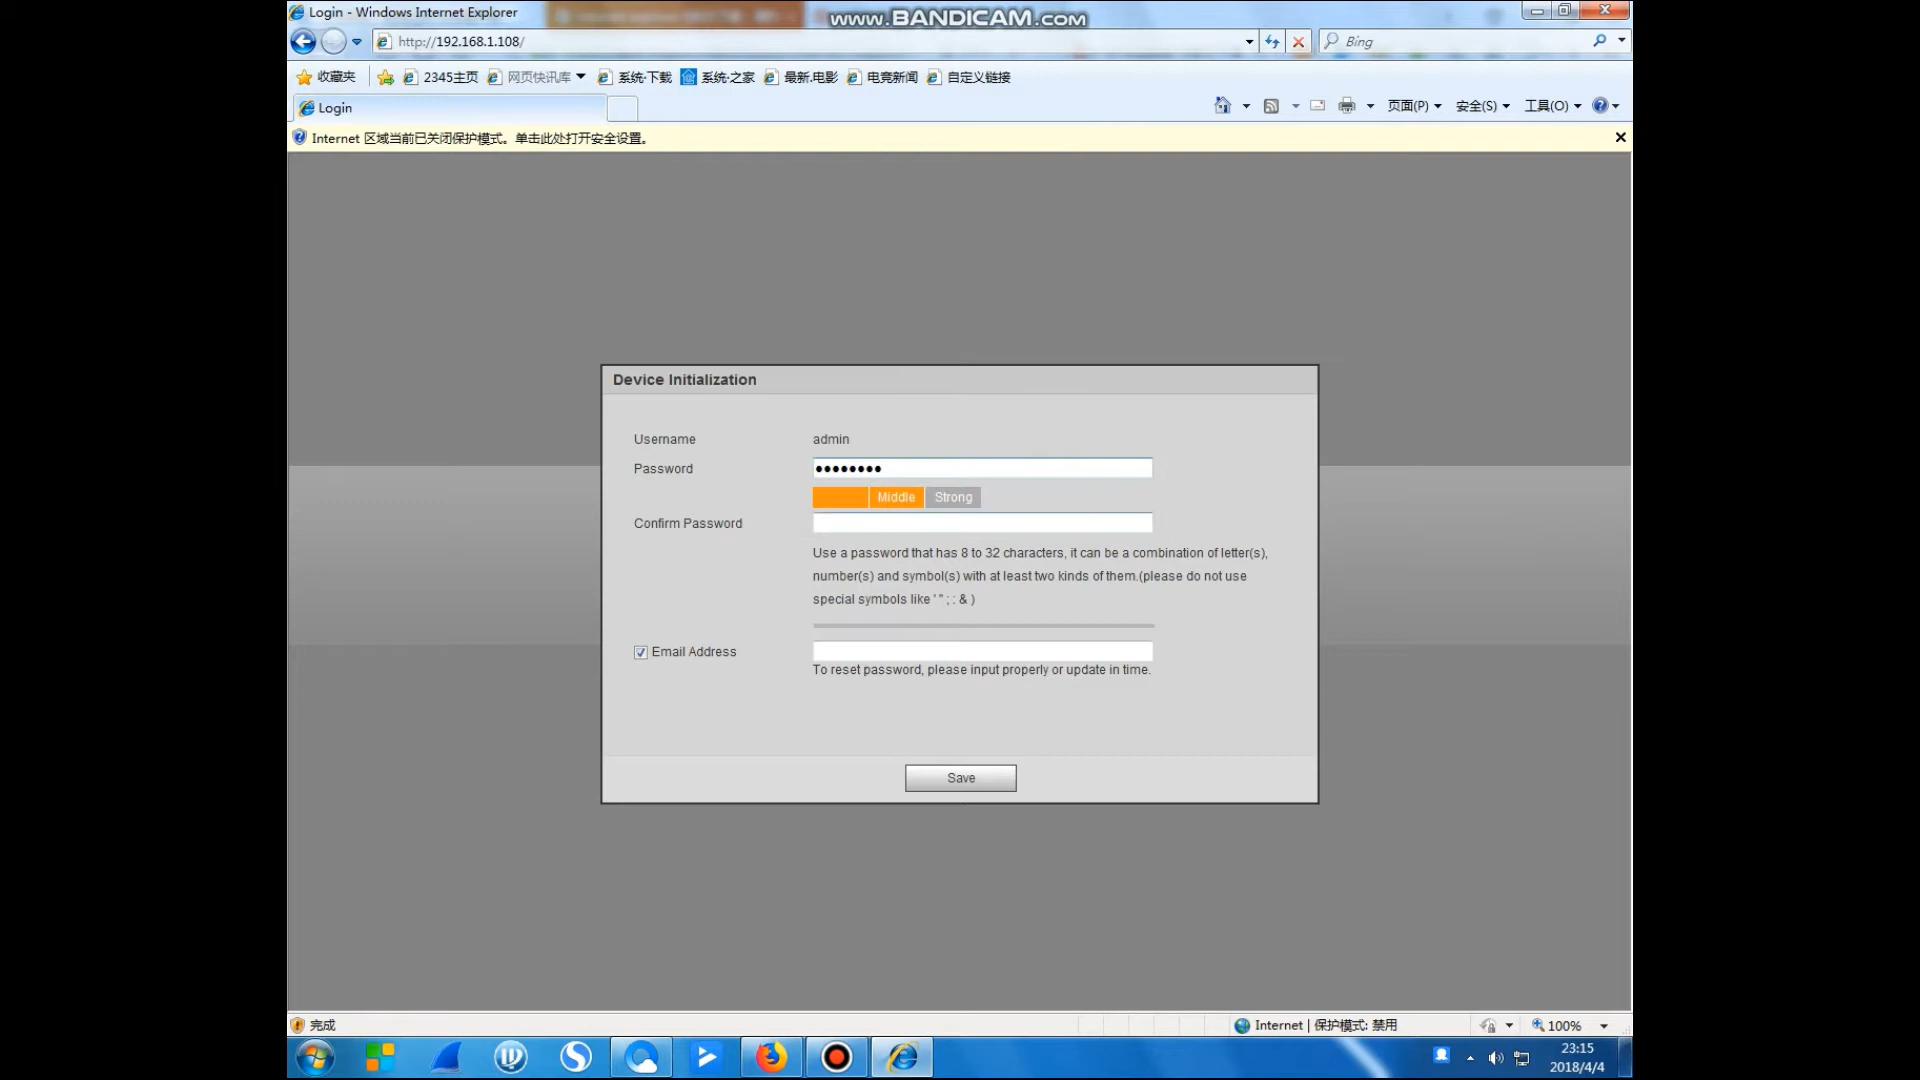 Login - Windows Internet Explorer
www.BANDICAM.com
http://192.168.1.108/
Bing
收藏夹 2345主页 网页快讯库 系统·下载 系统·之家 最新.电影 电竞新闻 自定义链接
Login
页面(P) 安全(S) 工具(O)
Internet 区域当前已关闭保护模式。单击此处打开安全设置。
Device Initialization
Username admin
Password ●●●●●●●●
Middle Strong
Confirm Password
Use a password that has 8 to 32 characters, it can be a combination of letter(s),
number(s) and symbol(s) with at least two kinds of them.(please do not use
special symbols like ' " ; : & )
Email Address
To reset password, please input properly or update in time.
Save
完成
Internet | 保护模式: 禁用
100%
23:15
2018/4/4